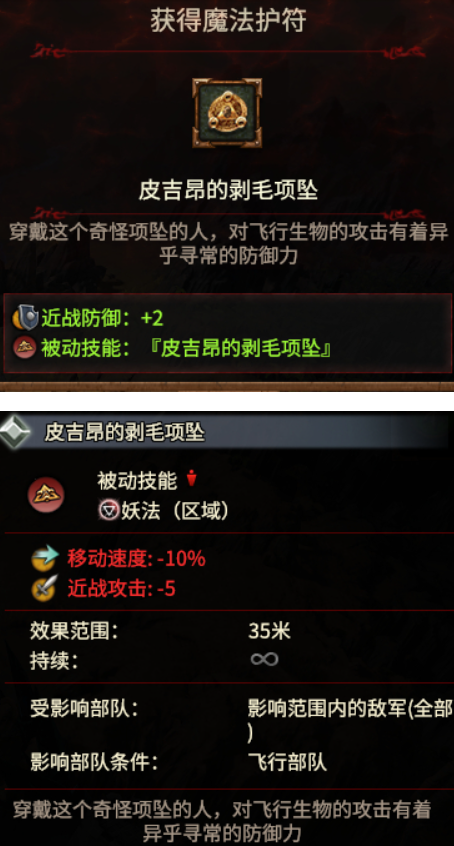 获得魔法护符
皮吉昂的剥毛项坠
穿戴这个奇怪项坠的人，对飞行生物的攻击有着异
乎寻常的防御力
近战防御：+2
被动技能：『皮吉昂的剥毛项坠』
皮吉昂的剥毛项坠
被动技能
妖法（区域）
移动速度: -10%
近战攻击: -5
效果范围： 35米
持续： ∞
受影响部队： 影响范围内的敌军(全部
)
影响部队条件： 飞行部队
穿戴这个奇怪项坠的人，对飞行生物的攻击有着
异乎寻常的防御力